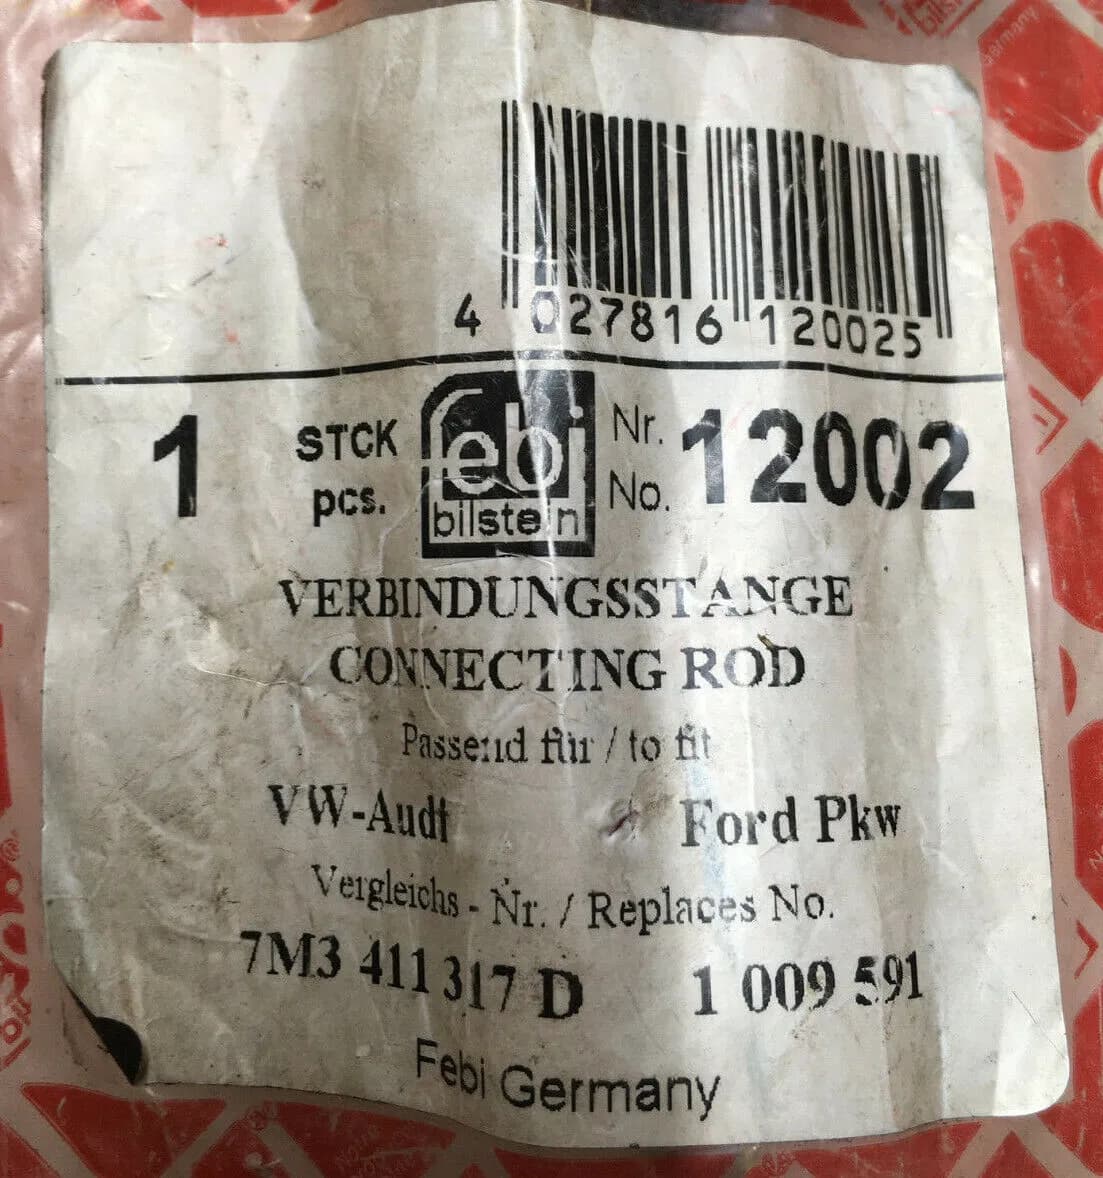 4 027816 120025
1 STCK pcs. febi bilstein Nr. No. 12002
VERBINDUNGSSTANGE
CONNECTING ROD
Passend für / to fit
VW-Audi Ford Pkw
Vergleichs - Nr. / Replaces No.
7M3 411 317 D 1 009 591
Febi Germany